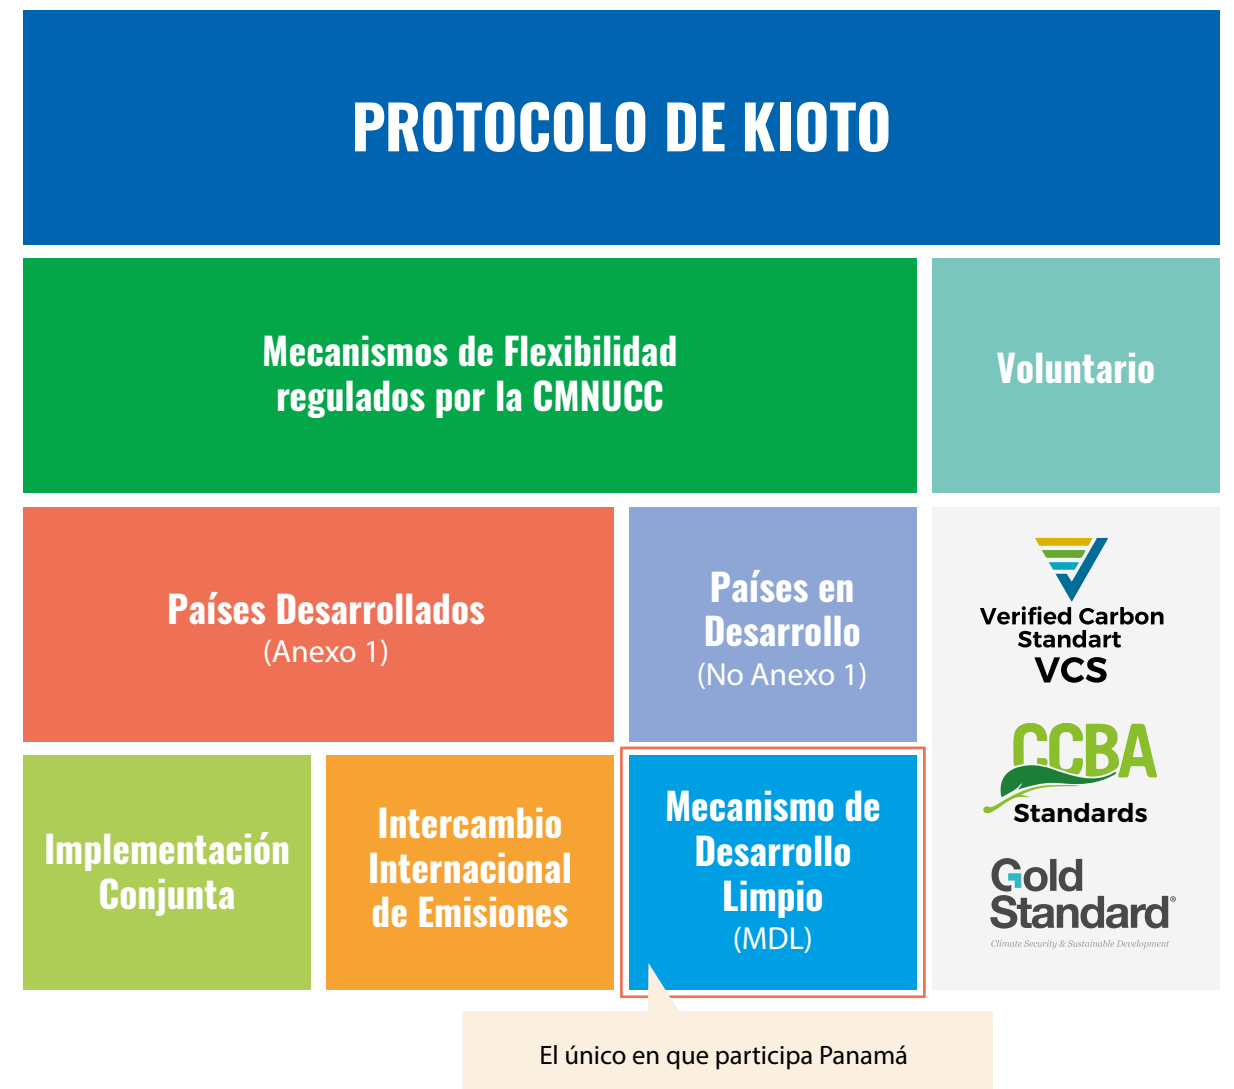 PROTOCOLO DE KIOTO
Mecanismos de Flexibilidad
regulados por la CMNUCC
Voluntario
Países Desarrollados
(Anexo 1)
Países en
Desarrollo
(No Anexo 1)
Verified Carbon
Standart
VCS
CCBA
Standards
Gold
Standard®
Climate Security & Sustainable Development
Implementación
Conjunta
Intercambio
Internacional
de Emisiones
Mecanismo de
Desarrollo
Limpio
(MDL)
El único en que participa Panamá